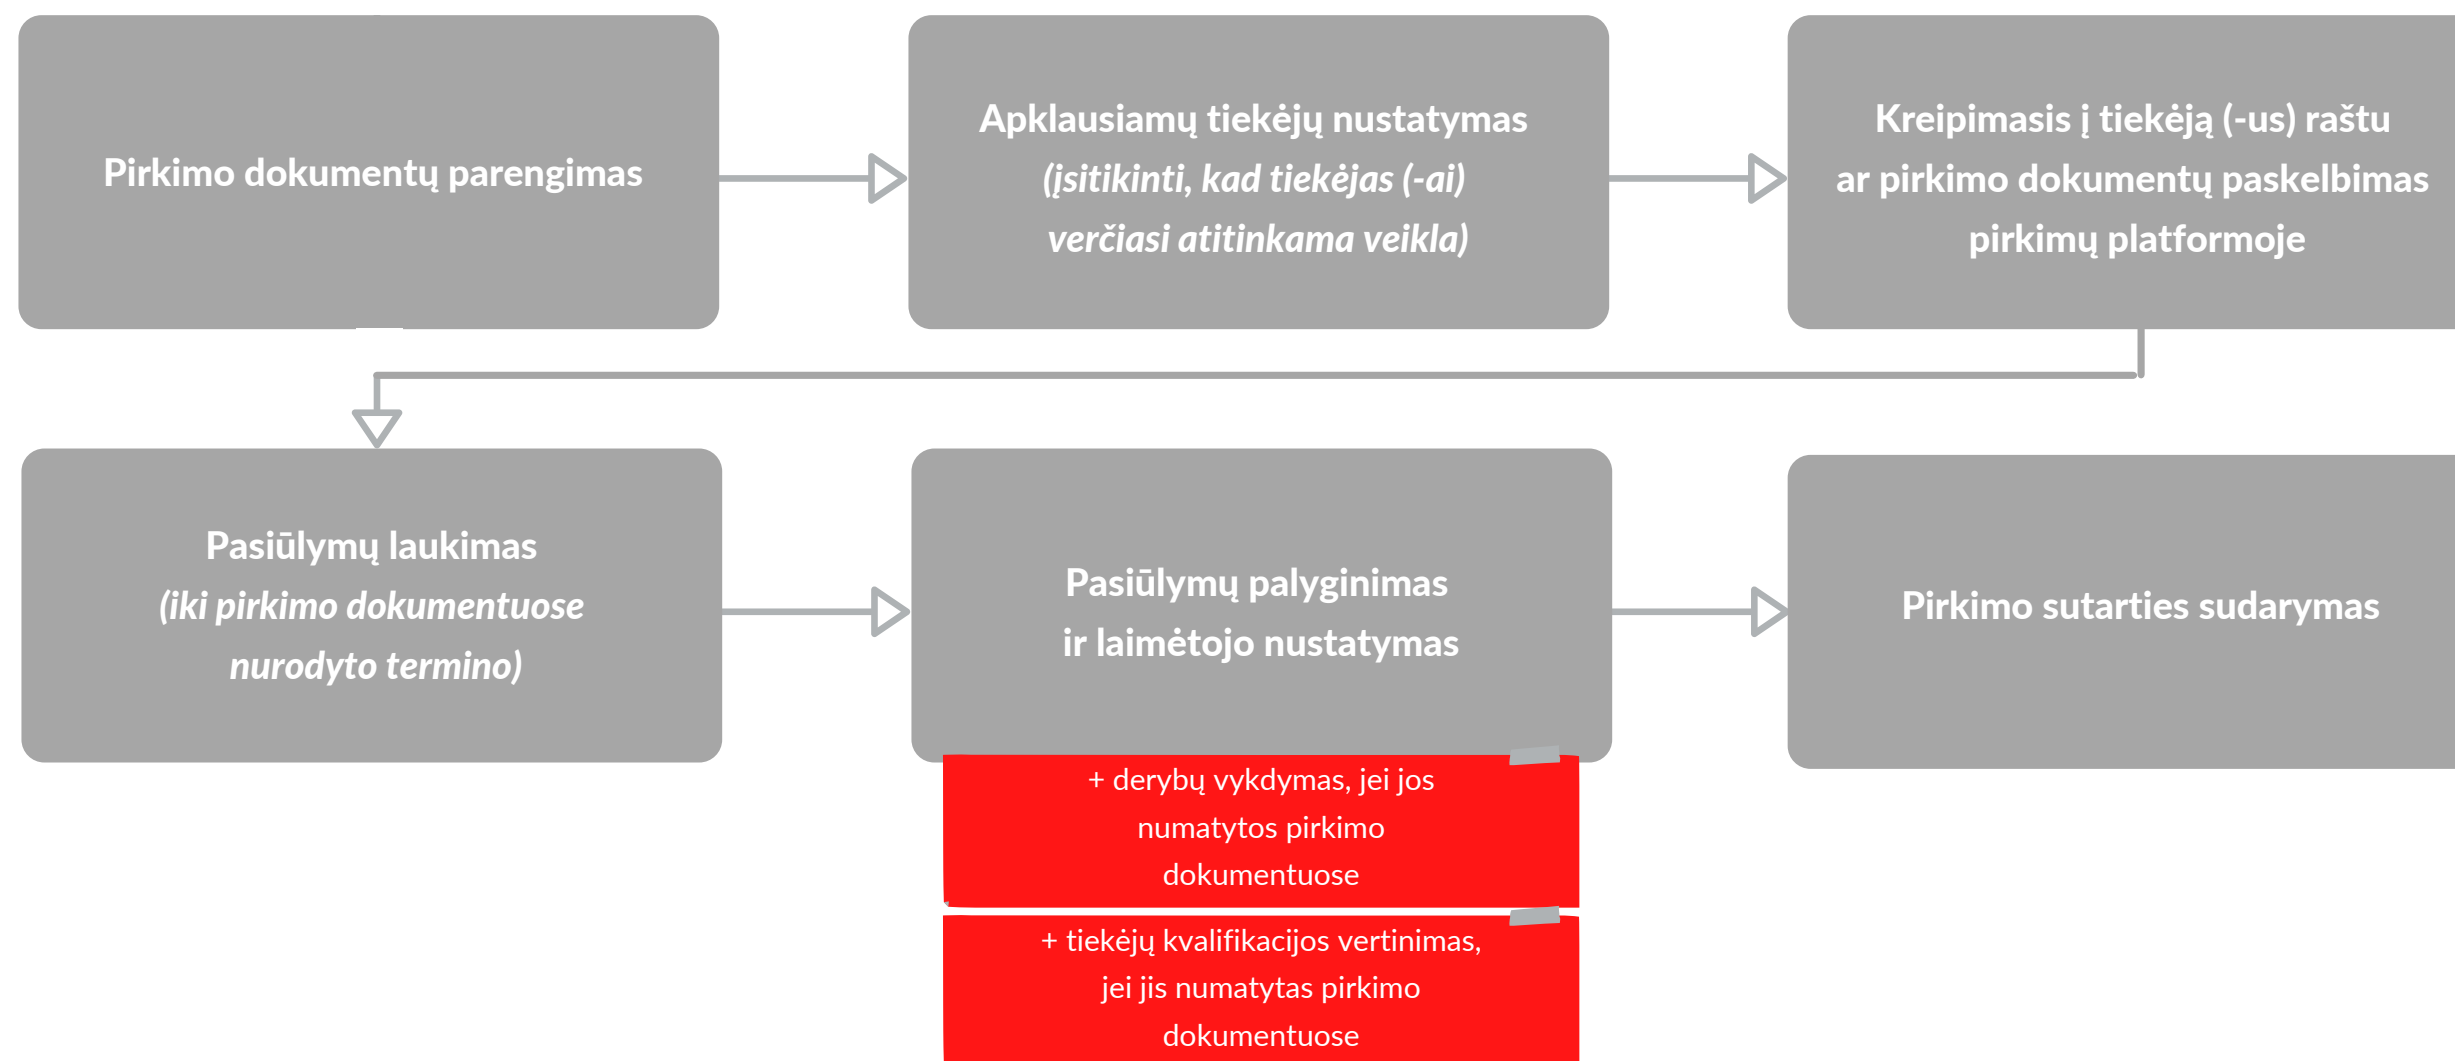 Pirkimo dokumentų parengimas
Apklausiamų tiekėjų nustatymas
(įsitikinti, kad tiekėjas (-ai)
verčiasi atitinkama veikla)
Kreipimasis į tiekėją (-us) raštu
ar pirkimo dokumentų paskelbimas
pirkimų platformoje
Pasiūlymų laukimas
(iki pirkimo dokumentuose
nurodyto termino)
Pasiūlymų palyginimas
ir laimėtojo nustatymas
Pirkimo sutarties sudarymas
+ derybų vykdymas, jei jos
numatytos pirkimo
dokumentuose
+ tiekėjų kvalifikacijos vertinimas,
jei jis numatytas pirkimo
dokumentuose